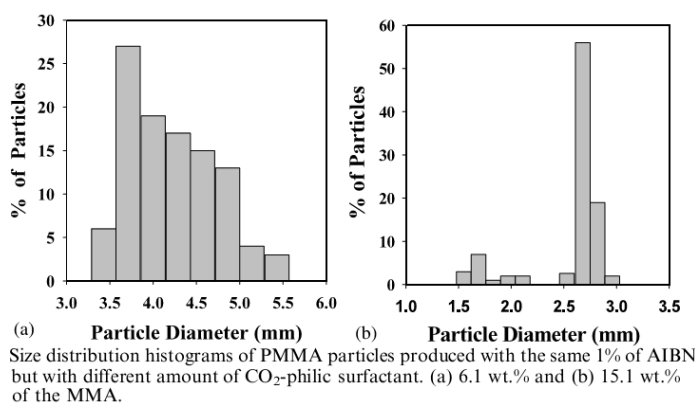 30
25
20
15
10
5
0
% of Particles
3.0 3.5 4.0 4.5 5.0 5.5 6.0
(a) Particle Diameter (mm)
60
50
40
30
20
10
0
% of Particles
1.0 1.5 2.0 2.5 3.0 3.5
(b) Particle Diameter (mm)
Size distribution histograms of PMMA particles produced with the same 1% of AIBN
but with different amount of CO₂-philic surfactant. (a) 6.1 wt.% and (b) 15.1 wt.%
of the MMA.